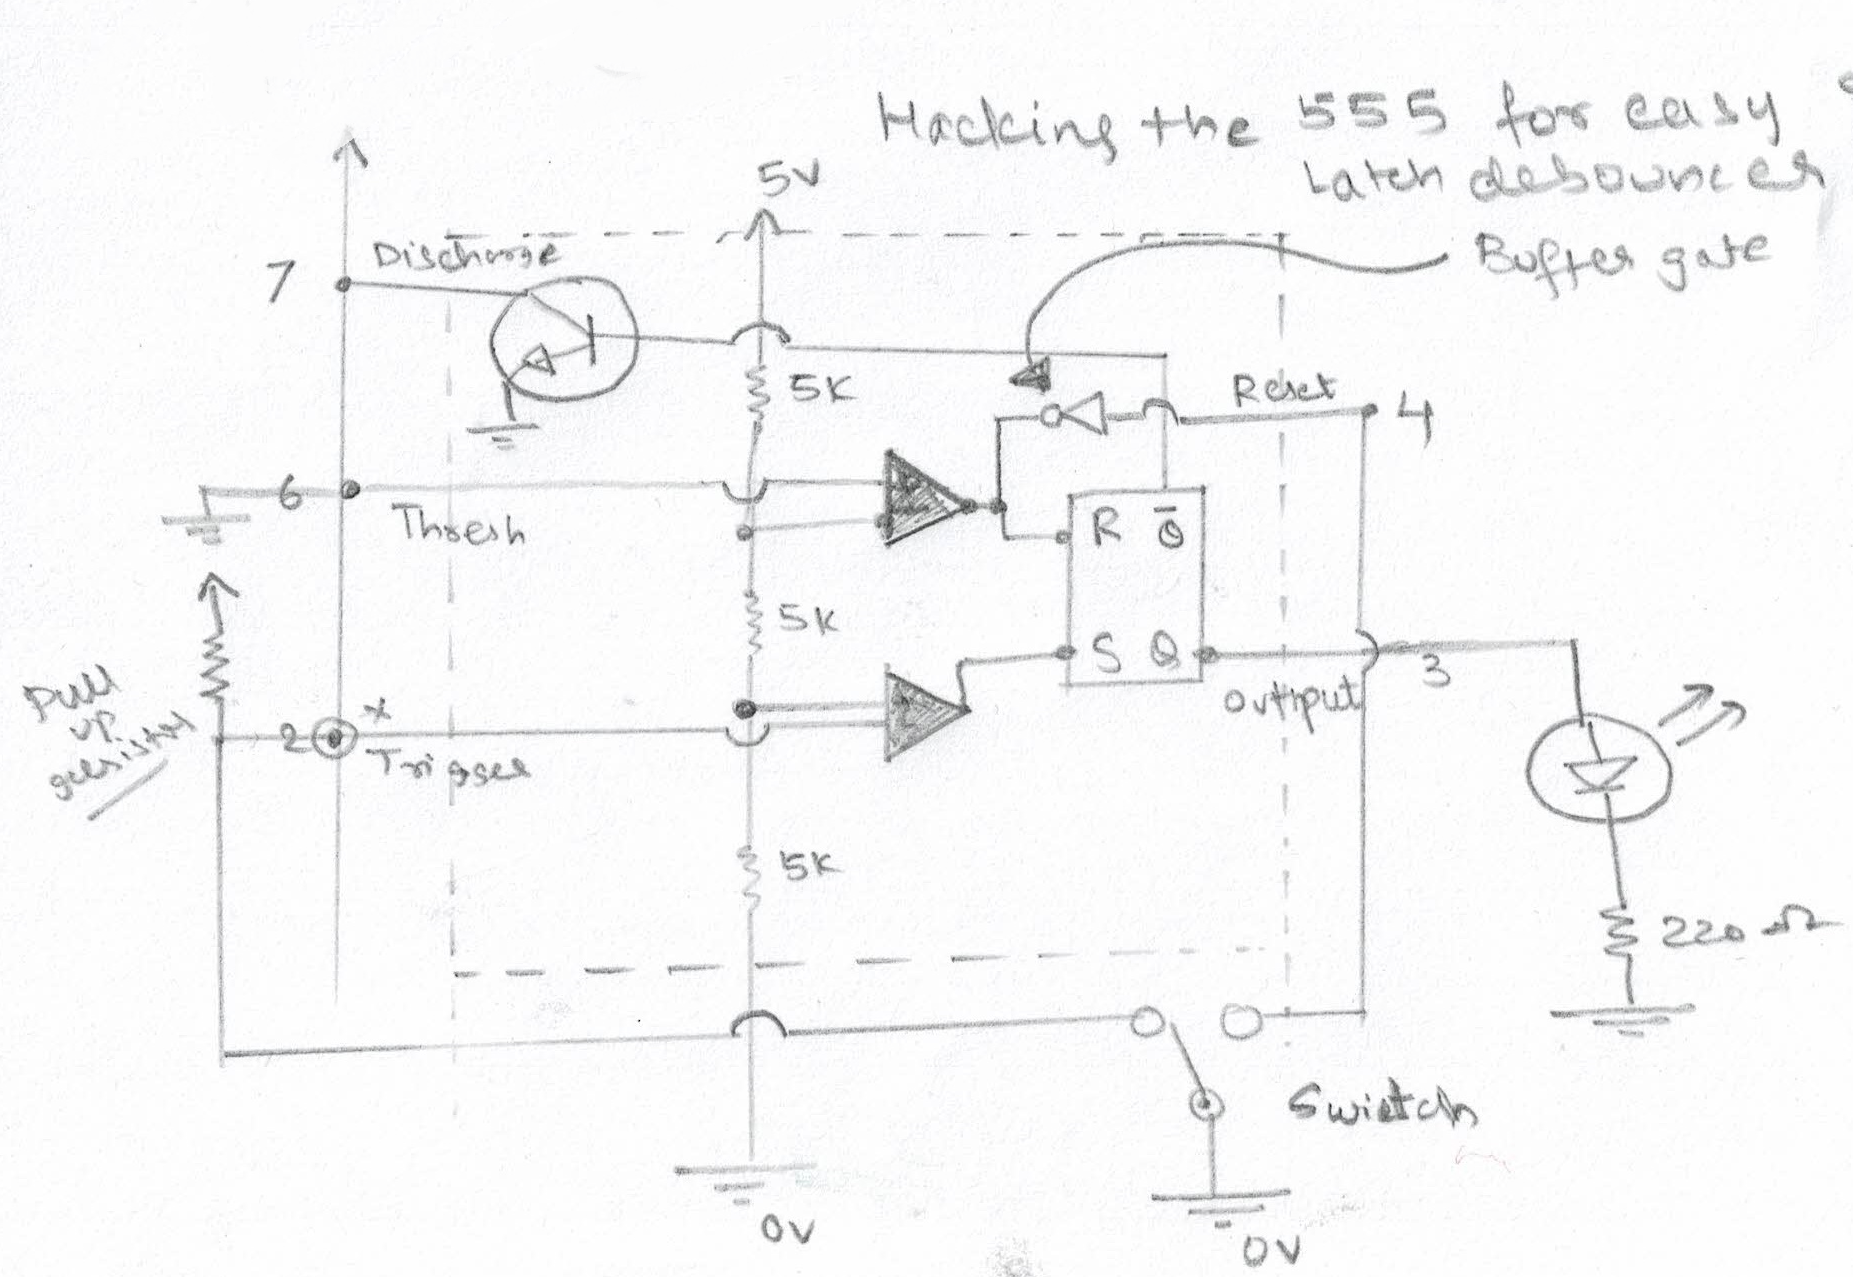 Hacking the 555 for easy
Latch debouncer
5V
Buffer gate
7
Discharge
5K
Reset
4
6
Thresh
R Q̄
5K
S Q
3
output
Pull
up
resistor
2
x
Trigger
5K
220 Ω
Switch
0V
0V